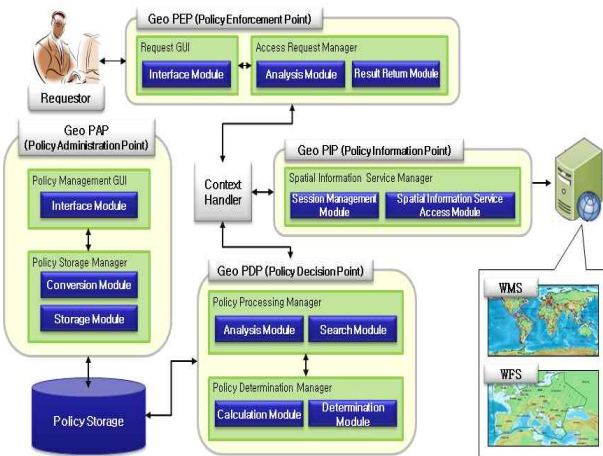 Geo PEP (Policy Enforcement Point)
Request GUI
Interface Module
Access Request Manager
Analysis Module
Result Return Module
Requestor
Geo PAP
(Policy Administration Point)
Policy Management GUI
Interface Module
Policy Storage Manager
Conversion Module
Storage Module
Policy Storage
Context
Handler
Geo PIP (Policy Information Point)
Spatial Information Service Manager
Session Management
Module
Spatial Information Service
Access Module
Geo PDP (Policy Decision Point)
Policy Processing Manager
Analysis Module
Search Module
Policy Determination Manager
Calculation Module
Determination
Module
WMS
WFS